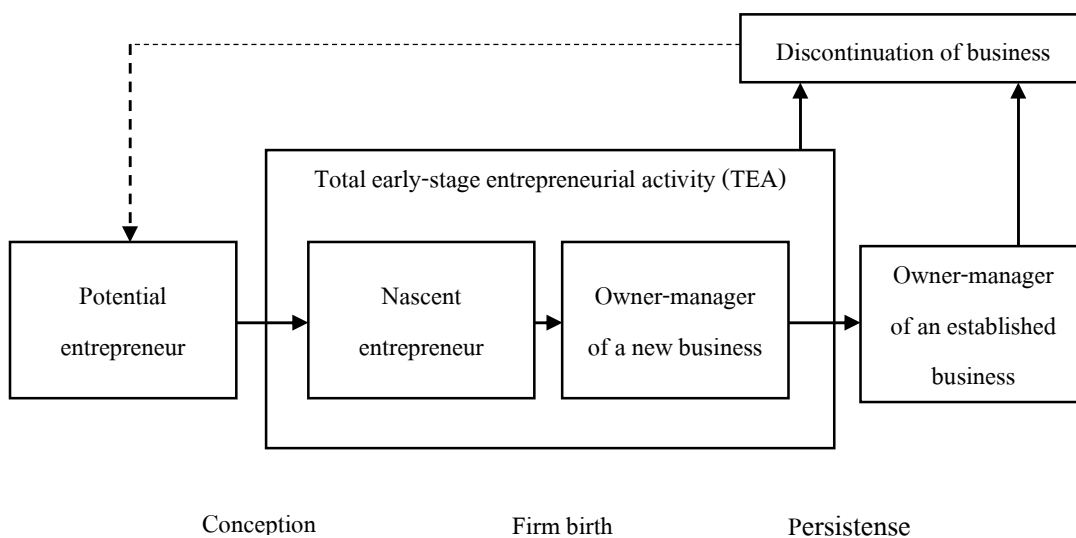 Discontinuation of business
Total early-stage entrepreneurial activity (TEA)
Potential
entrepreneur
Nascent
entrepreneur
Owner-manager
of a new business
Owner-manager
of an established
business
Conception
Firm birth
Persistense